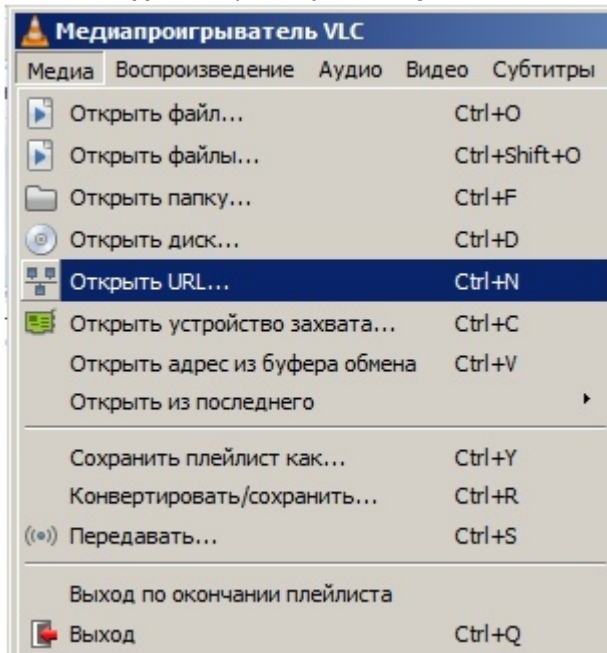 Медиапроигрыватель VLC
Медиа Воспроизведение Аудио Видео Субтитры
Открыть файл... Ctrl+O
Открыть файлы... Ctrl+Shift+O
Открыть папку... Ctrl+F
Открыть диск... Ctrl+D
Открыть URL... Ctrl+N
Открыть устройство захвата... Ctrl+C
Открыть адрес из буфера обмена Ctrl+V
Открыть из последнего
Сохранить плейлист как... Ctrl+Y
Конвертировать/сохранить... Ctrl+R
Передавать... Ctrl+S
Выход по окончании плейлиста
Выход Ctrl+Q